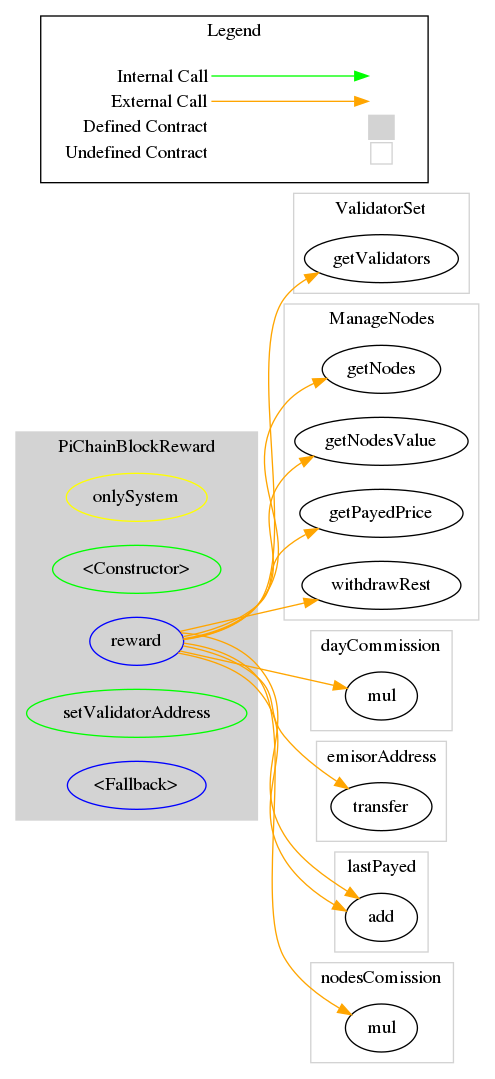 Legend
Internal Call
External Call
Defined Contract
Undefined Contract
ValidatorSet
getValidators
ManageNodes
getNodes
getNodesValue
getPayedPrice
withdrawRest
PiChainBlockReward
onlySystem
<Constructor>
reward
setValidatorAddress
<Fallback>
dayCommission
mul
emisorAddress
transfer
lastPayed
add
nodesComission
mul